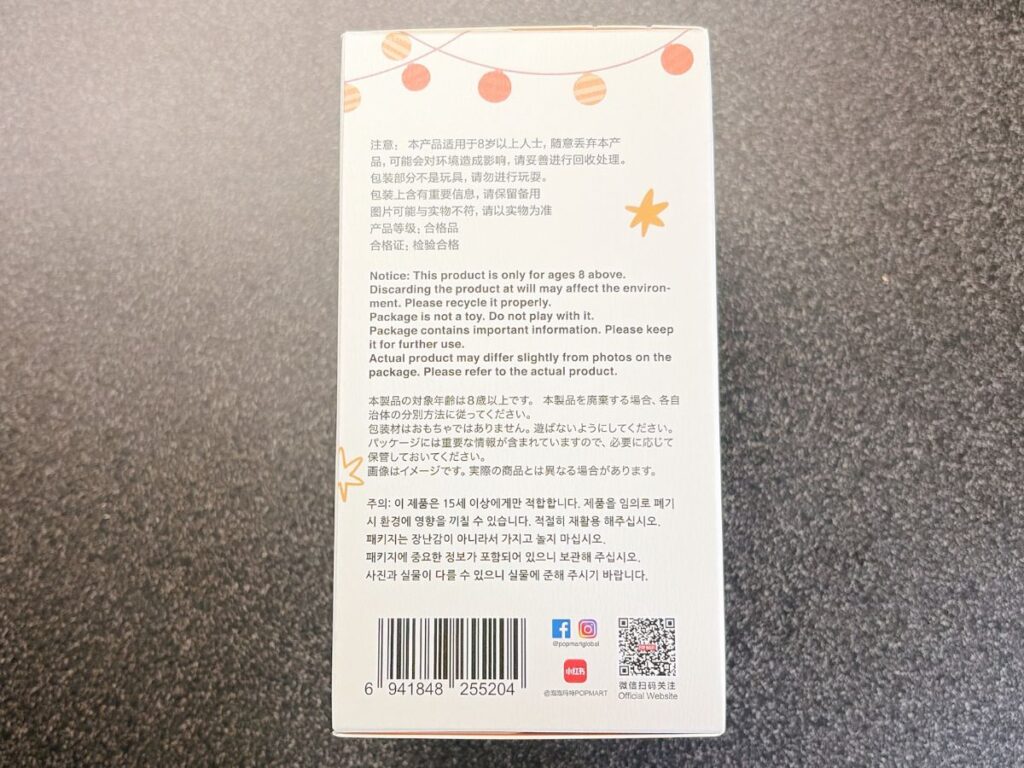 注意： 本产品适用于8岁以上人士，随意丢弃本产
品，可能会对环境造成影响，请妥善进行回收处理。
包装部分不是玩具，请勿进行玩耍。
包装上含有重要信息，请保留备用
图片可能与实物不符，请以实物为准
产品等级：合格品
合格证：检验合格
Notice: This product is only for ages 8 above.
Discarding the product at will may affect the environ-
ment. Please recycle it properly.
Package is not a toy. Do not play with it.
Package contains important information. Please keep
it for further use.
Actual product may differ slightly from photos on the
package. Please refer to the actual product.
本製品の対象年齢は8歳以上です。 本製品を廃棄する場合、各自
治体の分別方法に従ってください。
包装材はおもちゃではありません。遊ばないようにしてください。
パッケージには重要な情報が含まれていますので、必要に応じて
保管しておいてください。
画像はイメージです。実際の商品とは異なる場合があります。
주의: 이 제품은 15세 이상에게만 적합합니다. 제품을 임의로 폐기
시 환경에 영향을 끼칠 수 있습니다. 적절히 재활용 해주십시오.
패키지는 장난감이 아니라서 가지고 놀지 마십시오.
패키지에 중요한 정보가 포함되어 있으니 보관해 주십시오.
사진과 실물이 다를 수 있으니 실물에 준해 주시기 바랍니다.
6 941848 255204
@popmartglobal
小红书
@泡泡玛特POPMART
微信扫码关注
Official Website